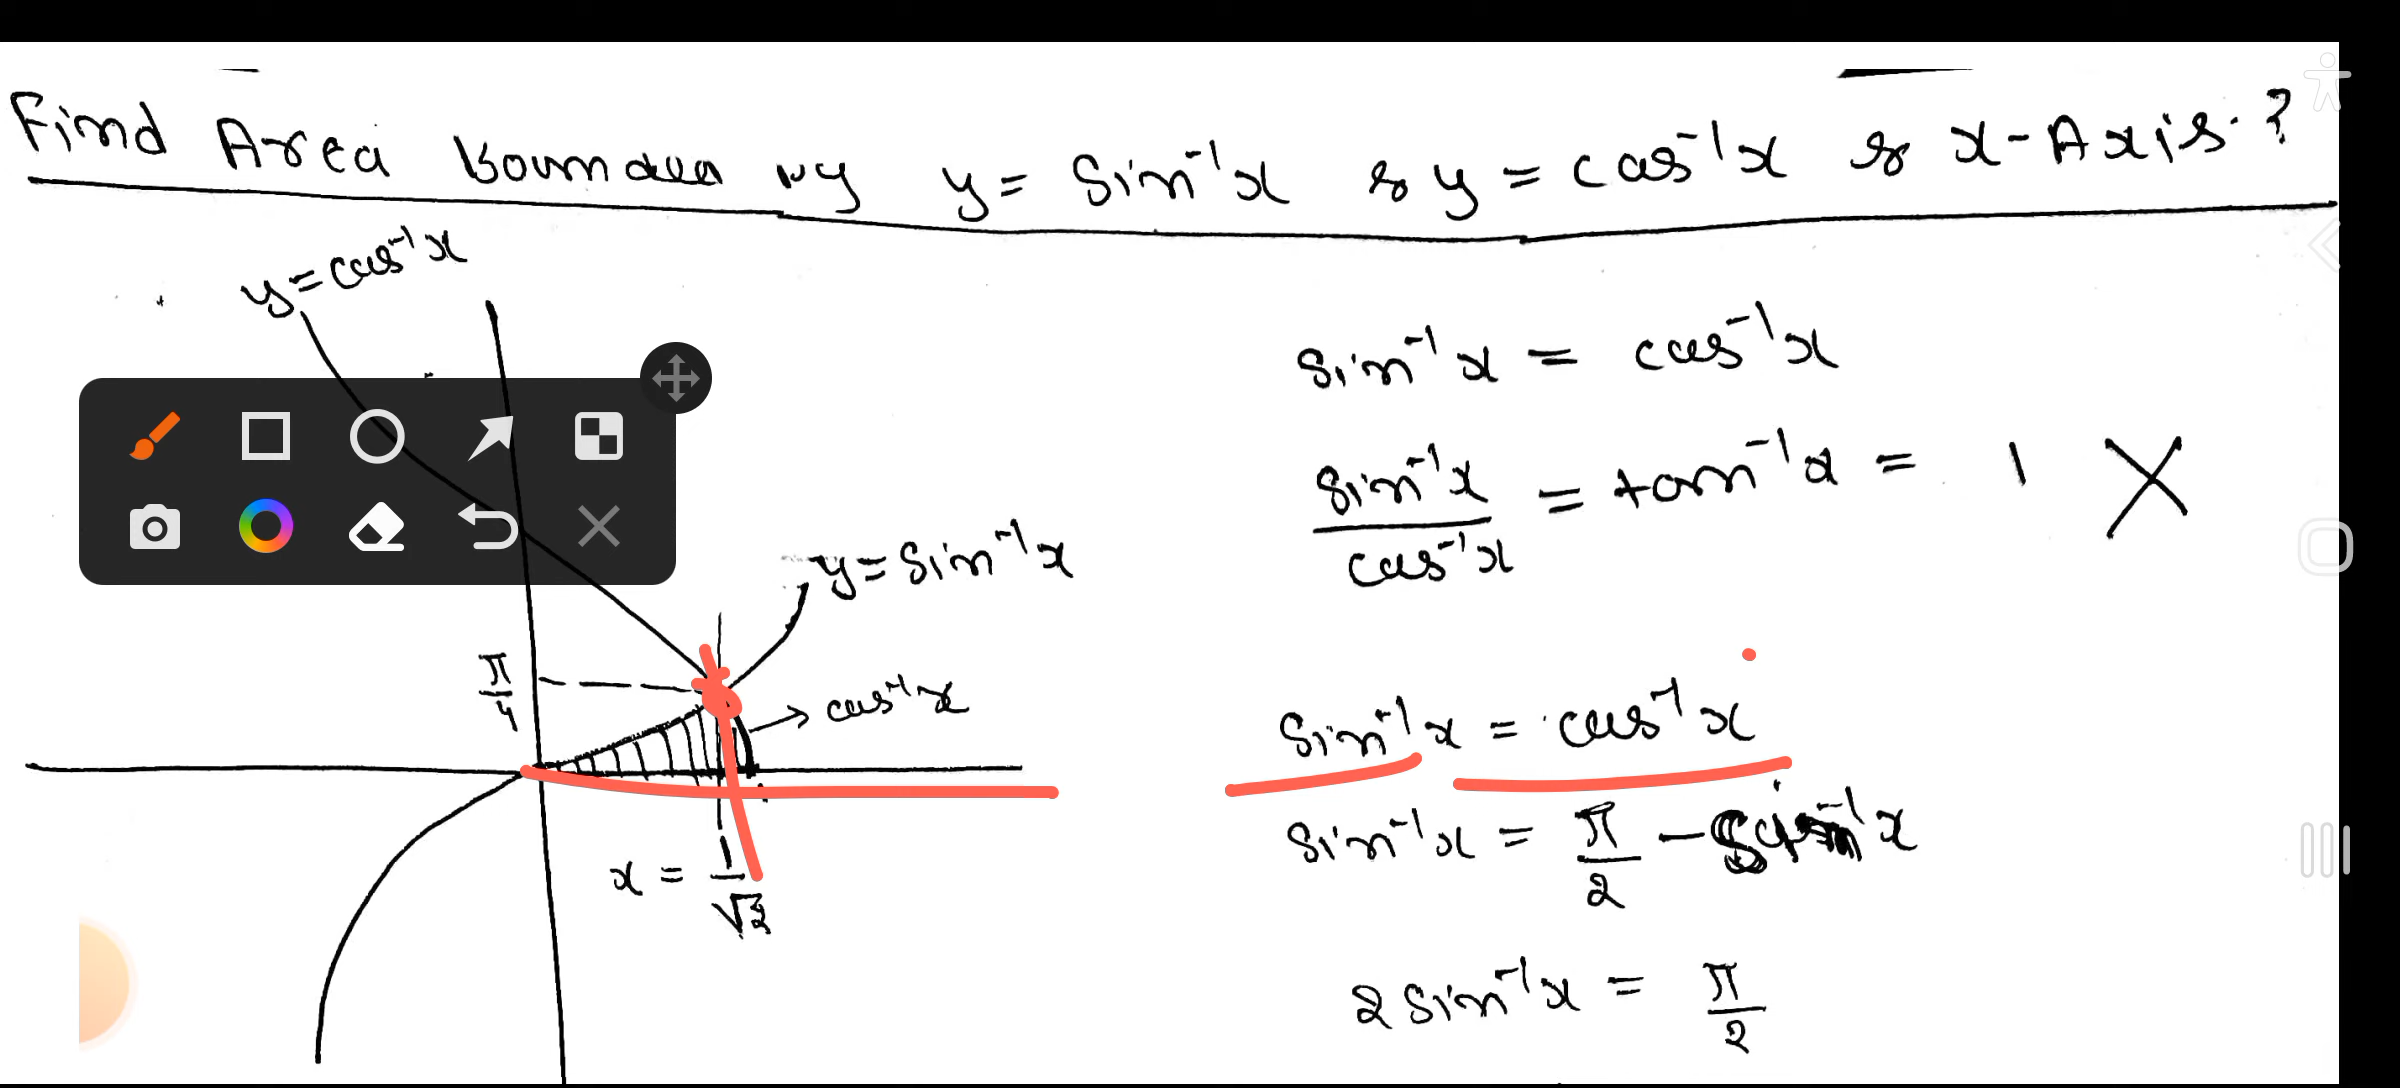 Find Area Bounded by y = Sin⁻¹x & y = cos⁻¹x & x-Axis.?
y = cos⁻¹x
Sin⁻¹x = cos⁻¹x
Sin⁻¹x / cos⁻¹x = tan⁻¹x = 1 X
y = Sin⁻¹x
π/4
cos⁻¹x
Sin⁻¹x = cos⁻¹x
Sin⁻¹x = π/2 - Sin⁻¹x
x = 1/√2
2 Sin⁻¹x = π/2